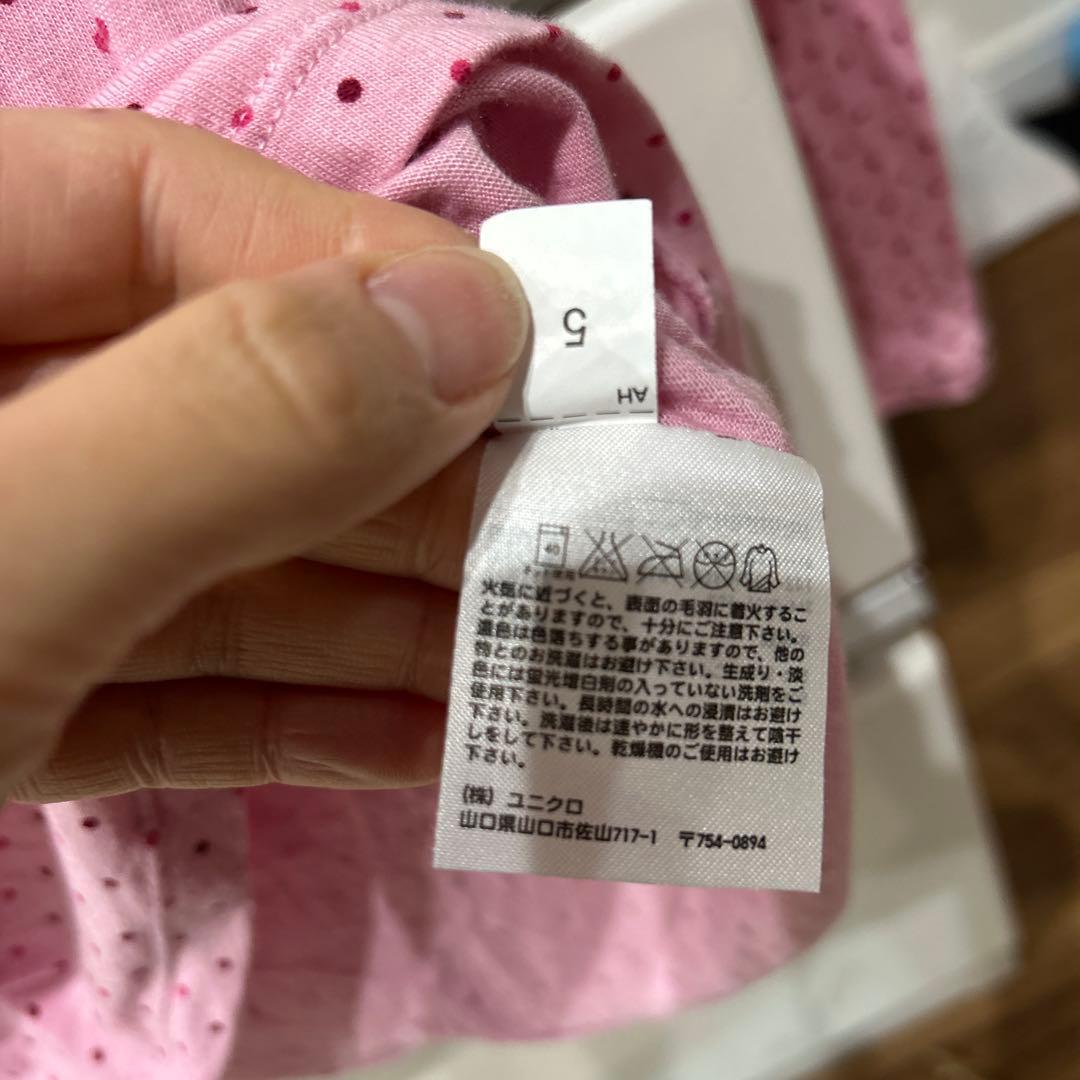 5
AH
40
ネット使用
火気に近づくと、表面の毛羽に着火するこ
とがありますので、十分にご注意下さい。
濃色は色落ちする事がありますので、他の
物とのお洗濯はお避け下さい。生成り・淡
色には蛍光増白剤の入っていない洗剤をご
使用下さい。長時間の水への浸漬はお避け
下さい。洗濯後は速やかに形を整えて陰干
しをして下さい。乾燥機のご使用はお避け
下さい。
(株) ユニクロ
山口県山口市佐山717-1 〒754-0894